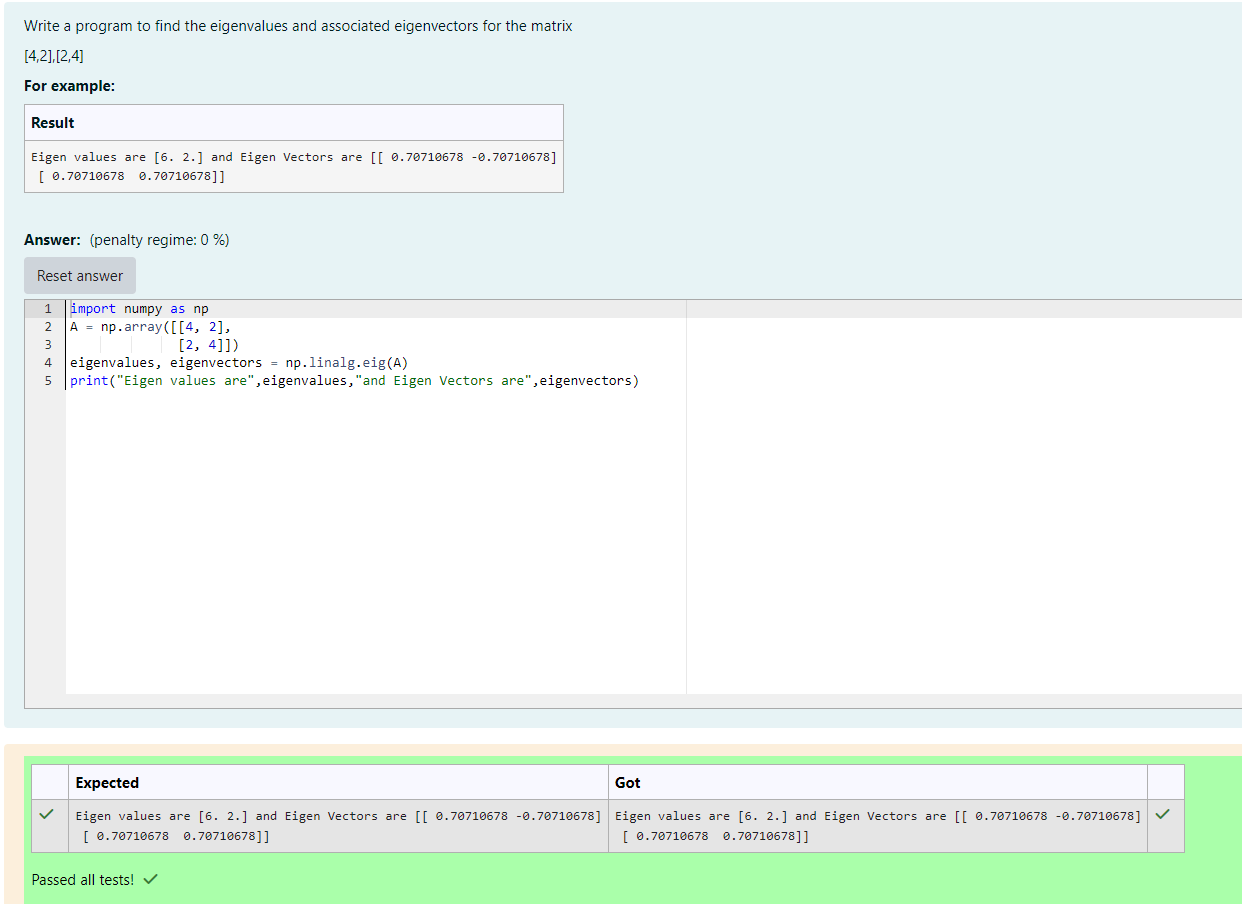 Write a program to find the eigenvalues and associated eigenvectors for the matrix
[4,2],[2,4]
For example:
Result
Eigen values are [6. 2.] and Eigen Vectors are [[ 0.70710678 -0.70710678]
 [ 0.70710678  0.70710678]]
Answer: (penalty regime: 0 %)
Reset answer
1 import numpy as np
2 A = np.array([[4, 2],
3               [2, 4]])
4 eigenvalues, eigenvectors = np.linalg.eig(A)
5 print("Eigen values are",eigenvalues,"and Eigen Vectors are",eigenvectors)
Expected Got
Eigen values are [6. 2.] and Eigen Vectors are [[ 0.70710678 -0.70710678] Eigen values are [6. 2.] and Eigen Vectors are [[ 0.70710678 -0.70710678]
 [ 0.70710678  0.70710678]]  [ 0.70710678  0.70710678]]
Passed all tests!